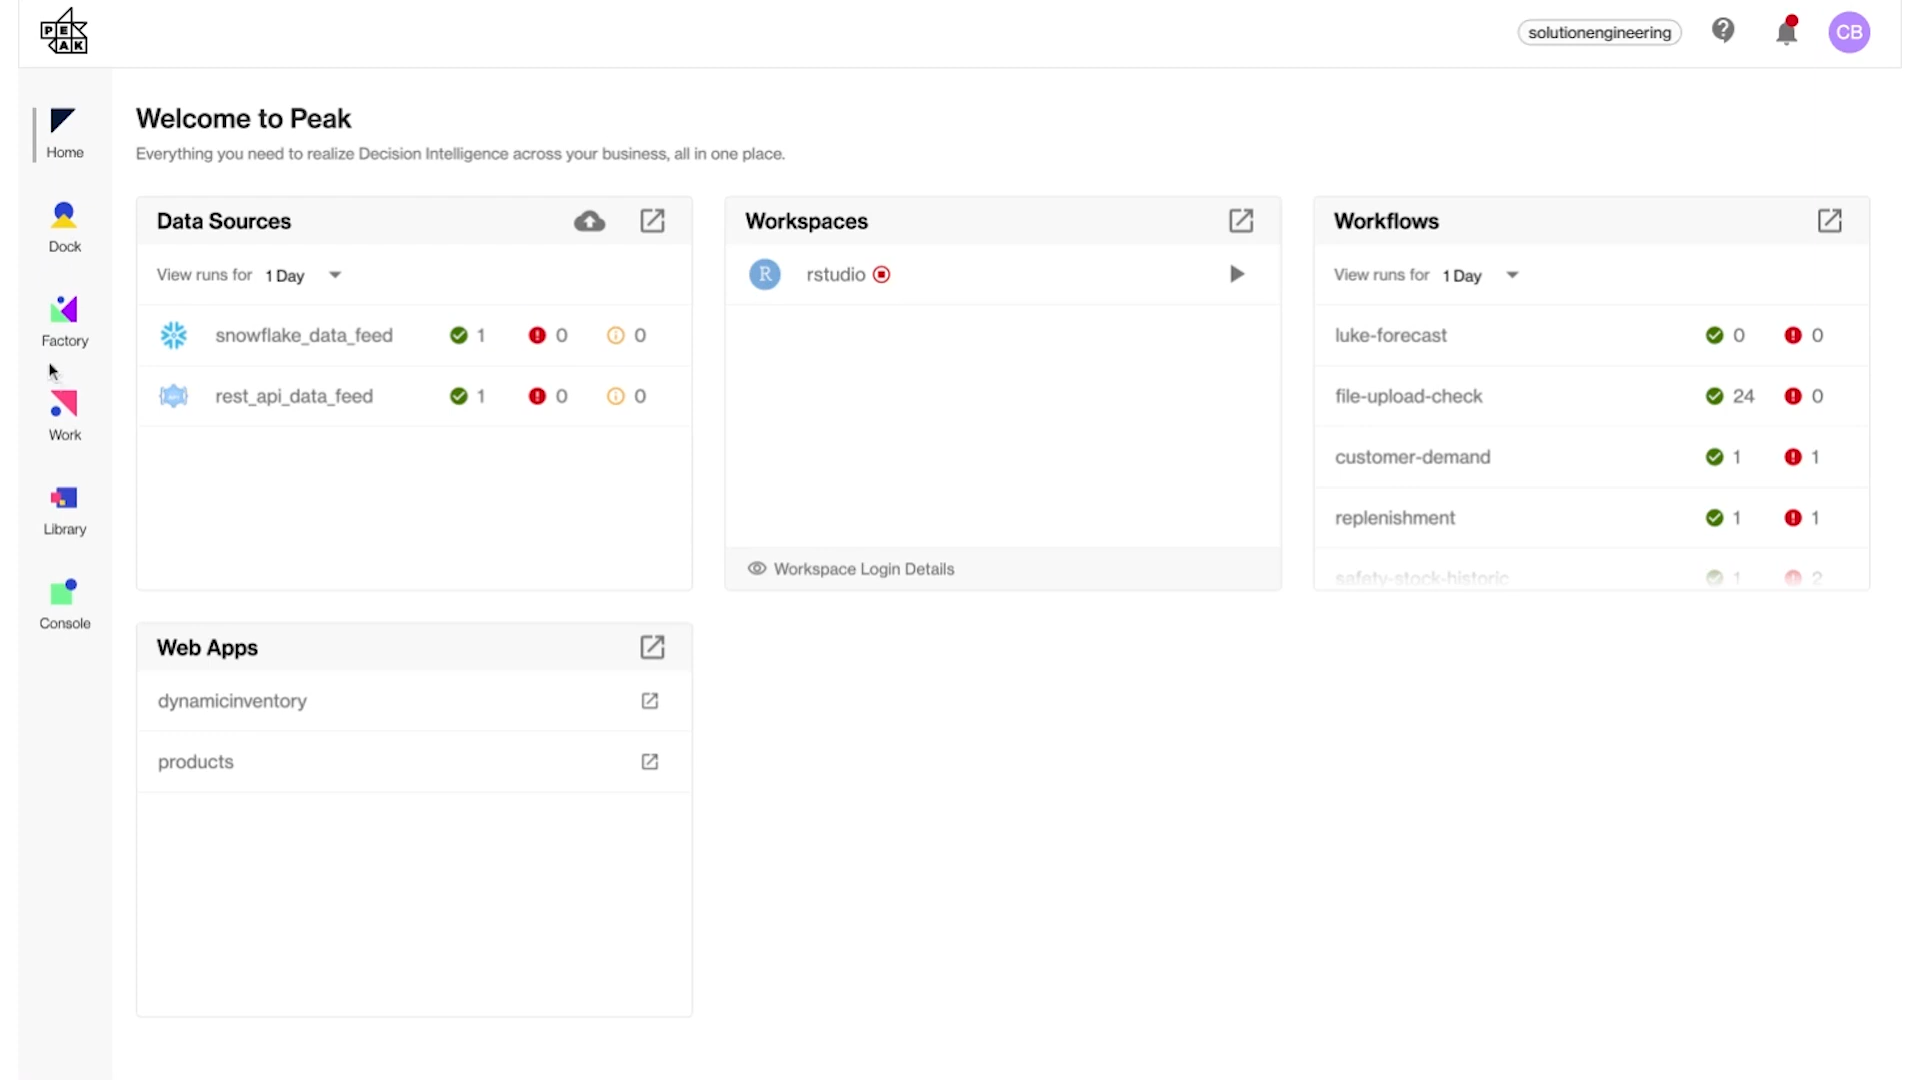 PEAK
solutionengineering
CB
Home
Dock
Factory
Work
Library
Console
Welcome to Peak
Everything you need to realize Decision Intelligence across your business, all in one place.
Data Sources
View runs for 1 Day
snowflake_data_feed 1 0 0
rest_api_data_feed 1 0 0
Workspaces
R rstudio
Workspace Login Details
Workflows
View runs for 1 Day
luke-forecast 0 0
file-upload-check 24 0
customer-demand 1 1
replenishment 1 1
safety-stock-historic 1 2
Web Apps
dynamicinventory
products